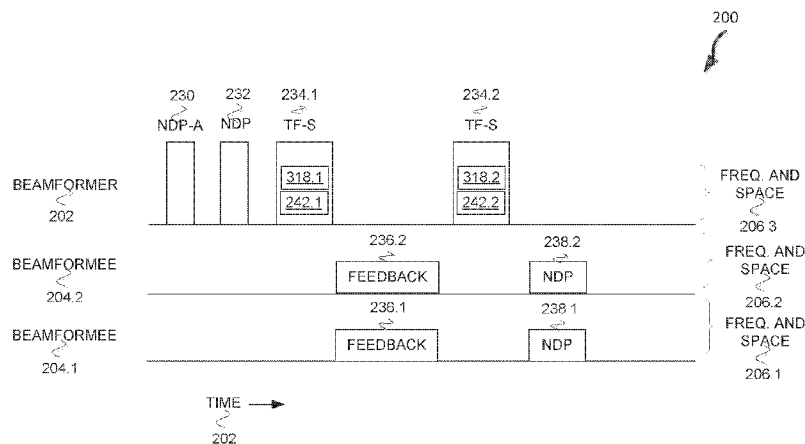 200
230
232
234.1
234.2
NDP-A
NDP
TF-S
TF-S
318.1
242.1
318.2
242.2
BEAMFORMER
202
FREQ. AND
SPACE
206.3
236.2
238.2
BEAMFORMEE
204.2
FEEDBACK
NDP
FREQ. AND
SPACE
206.2
236.1
238.1
BEAMFORMEE
204.1
FEEDBACK
NDP
FREQ. AND
SPACE
206.1
TIME
202